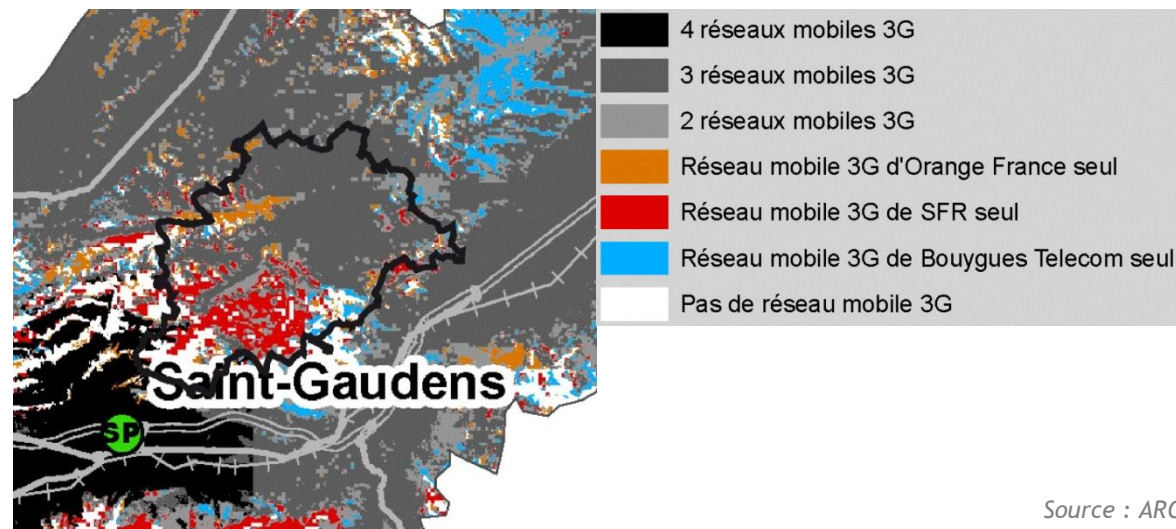 4 réseaux mobiles 3G
3 réseaux mobiles 3G
2 réseaux mobiles 3G
Réseau mobile 3G d'Orange France seul
Réseau mobile 3G de SFR seul
Réseau mobile 3G de Bouygues Telecom seul
Pas de réseau mobile 3G
Saint-Gaudens
SP
Source : ARC